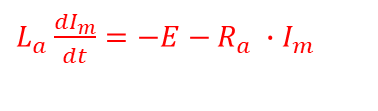 L_a dI_m/dt = −E − R_a · I_m